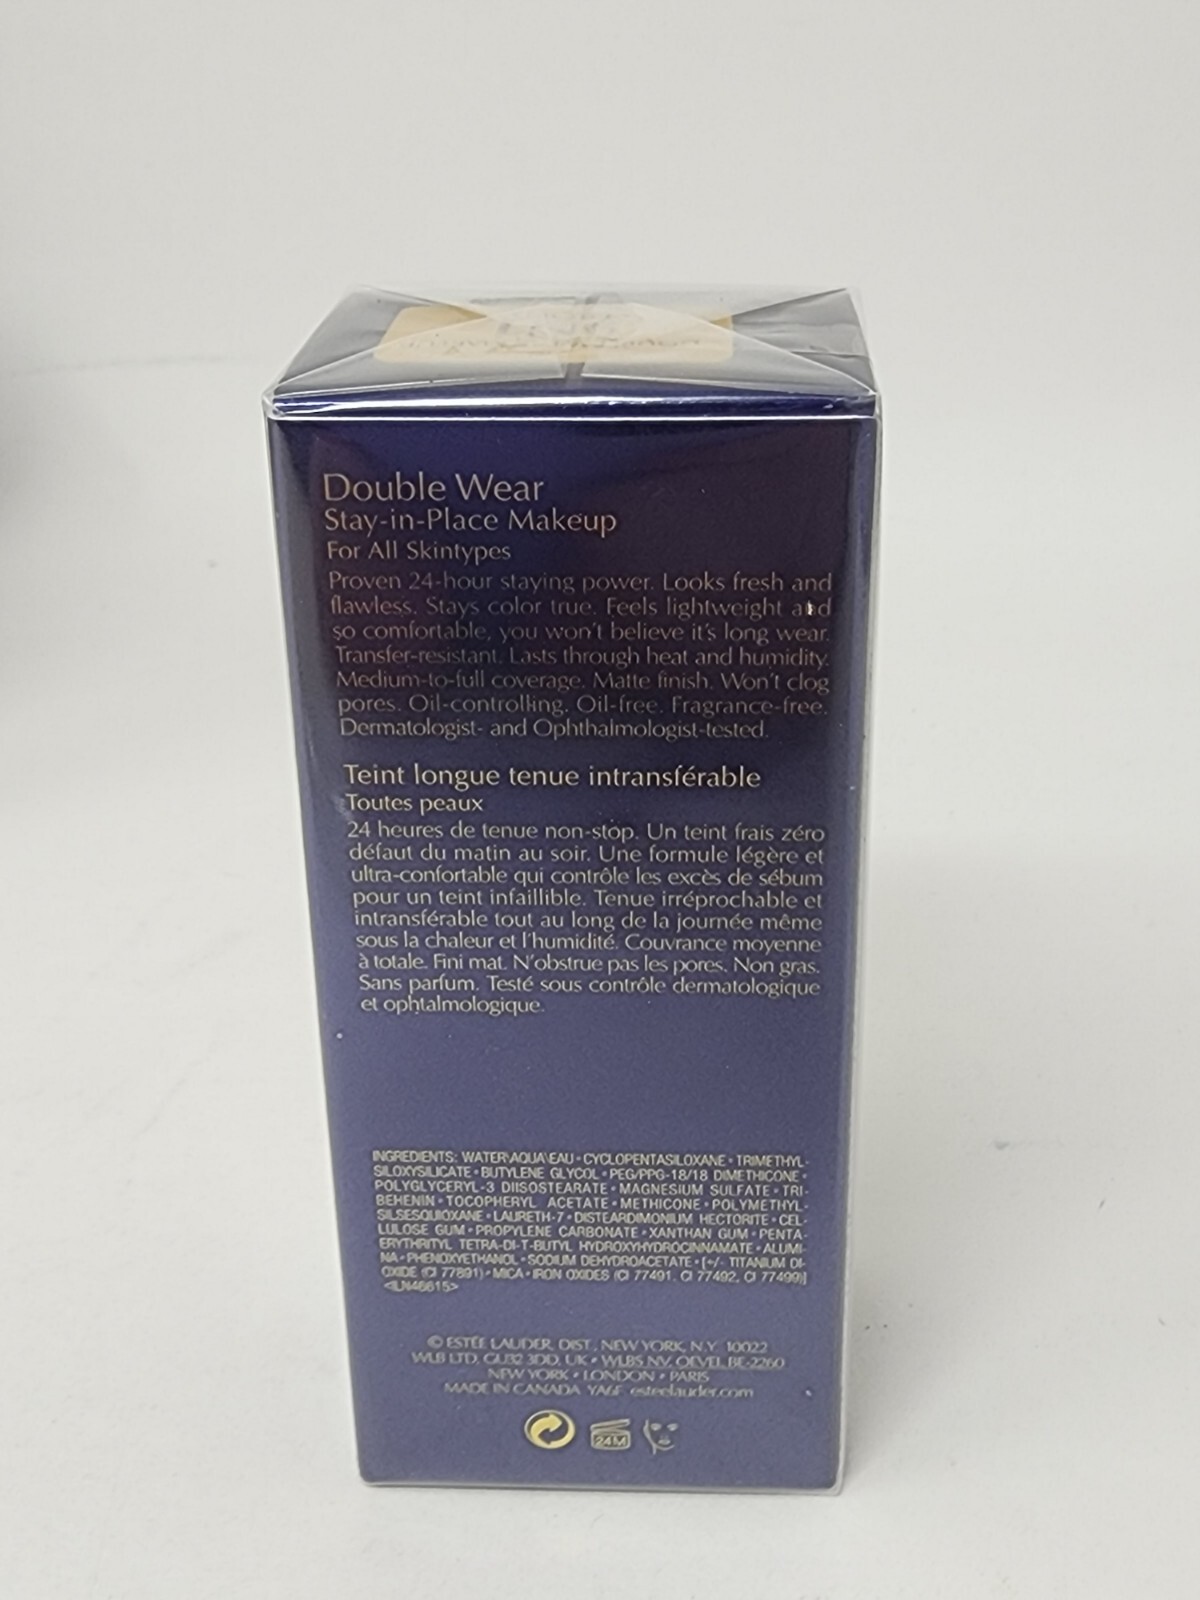 Double Wear
Stay-in-Place Makeup
For All Skintypes
Proven 24-hour staying power. Looks fresh and
flawless. Stays color true. Feels lightweight and
so comfortable, you won't believe it's long wear.
Transfer-resistant. Lasts through heat and humidity.
Medium-to-full coverage. Matte finish. Won't clog
pores. Oil-controlling. Oil-free. Fragrance-free.
Dermatologist- and Ophthalmologist-tested.
Teint longue tenue intransférable
Toutes peaux
24 heures de tenue non-stop. Un teint frais zéro
défaut du matin au soir. Une formule légère et
ultra-confortable qui contrôle les excès de sébum
pour un teint infaillible. Tenue irréprochable et
intransférable tout au long de la journée même
sous la chaleur et l'humidité. Couvrance moyenne
à totale. Fini mat. N'obstrue pas les pores. Non gras.
Sans parfum. Testé sous contrôle dermatologique
et ophtalmologique.
INGREDIENTS: WATER\AQUA\EAU • CYCLOPENTASILOXANE • TRIMETHYL-
SILOXYSILICATE • BUTYLENE GLYCOL • PEG/PPG-18/18 DIMETHICONE •
POLYGLYCERYL-3 DIISOSTEARATE • MAGNESIUM SULFATE • TRI-
BEHENIN • TOCOPHERYL ACETATE • METHICONE • POLYMETHYL-
SILSESQUIOXANE • LAURETH-7 • DISTEARDIMONIUM HECTORITE • CEL-
LULOSE GUM • PROPYLENE CARBONATE • XANTHAN GUM • PENTA-
ERYTHRITYL TETRA-DI-T-BUTYL HYDROXYHYDROCINNAMATE • ALUMI-
NA • PHENOXYETHANOL • SODIUM DEHYDROACETATE • [+/- TITANIUM DI-
OXIDE (CI 77891) • MICA • IRON OXIDES (CI 77491, CI 77492, CI 77499)]
<ILN46615>
© ESTÉE LAUDER, DIST., NEW YORK, N.Y. 10022
WLB LTD, GU32 3DD, UK • WLBS NV, OEVEL BE-2260
NEW YORK • LONDON • PARIS
MADE IN CANADA YA6F esteelauder.com
24M